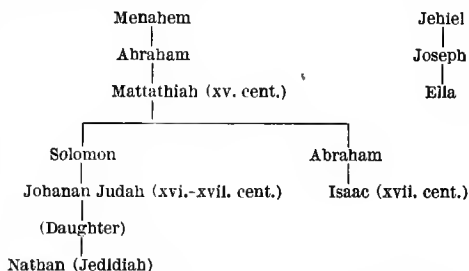 Menahem Jehiel
Abraham Joseph
Mattathiah (xv. cent.) Ella
Solomon Abraham
Johanan Judah (xvi.-xvii. cent.) Isaac (xvii. cent.)
(Daughter)
Nathan (Jedidiah)